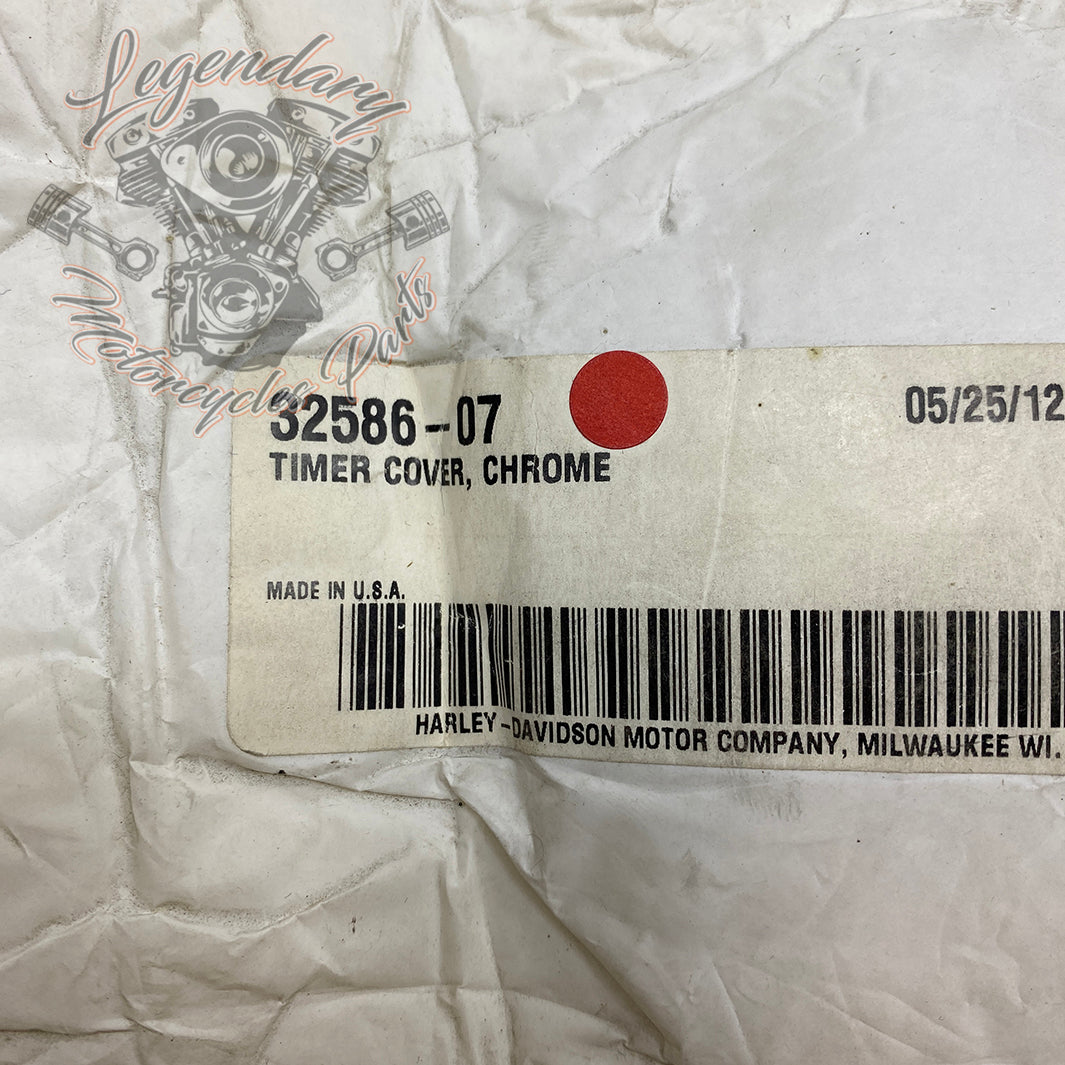 Legendary
Motorcycles Parts
32586-07
05/25/12
TIMER COVER, CHROME
MADE IN U.S.A.
HARLEY-DAVIDSON MOTOR COMPANY, MILWAUKEE WI.